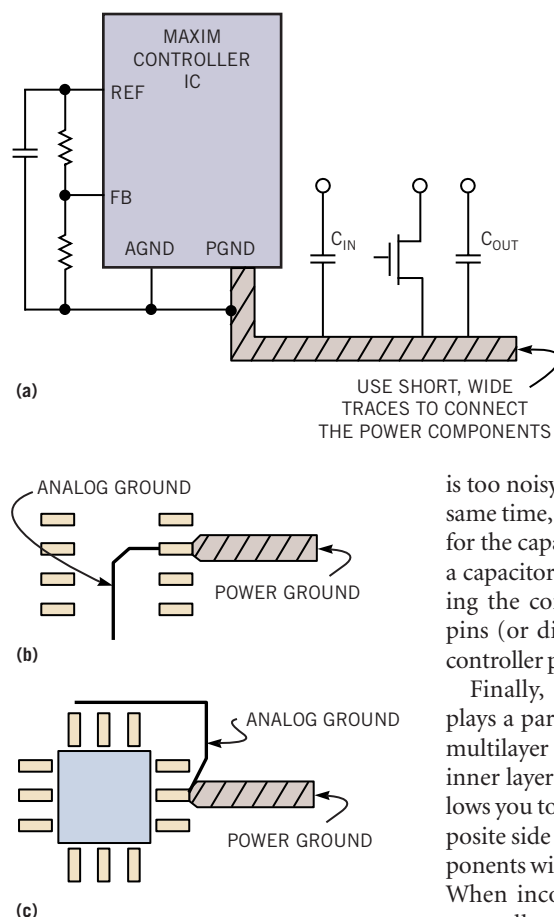 MAXIM
CONTROLLER
IC
REF
FB
AGND PGND
C_IN
C_OUT
(a)
USE SHORT, WIDE
TRACES TO CONNECT
THE POWER COMPONENTS
ANALOG GROUND
POWER GROUND
(b)
ANALOG GROUND
POWER GROUND
(c)
is too noisy
same time,
for the capa
a capacitor
ing the co
pins (or di
controller p
Finally,
plays a par
multilayer
inner layer
lows you to
posite side
ponents wi
When inco